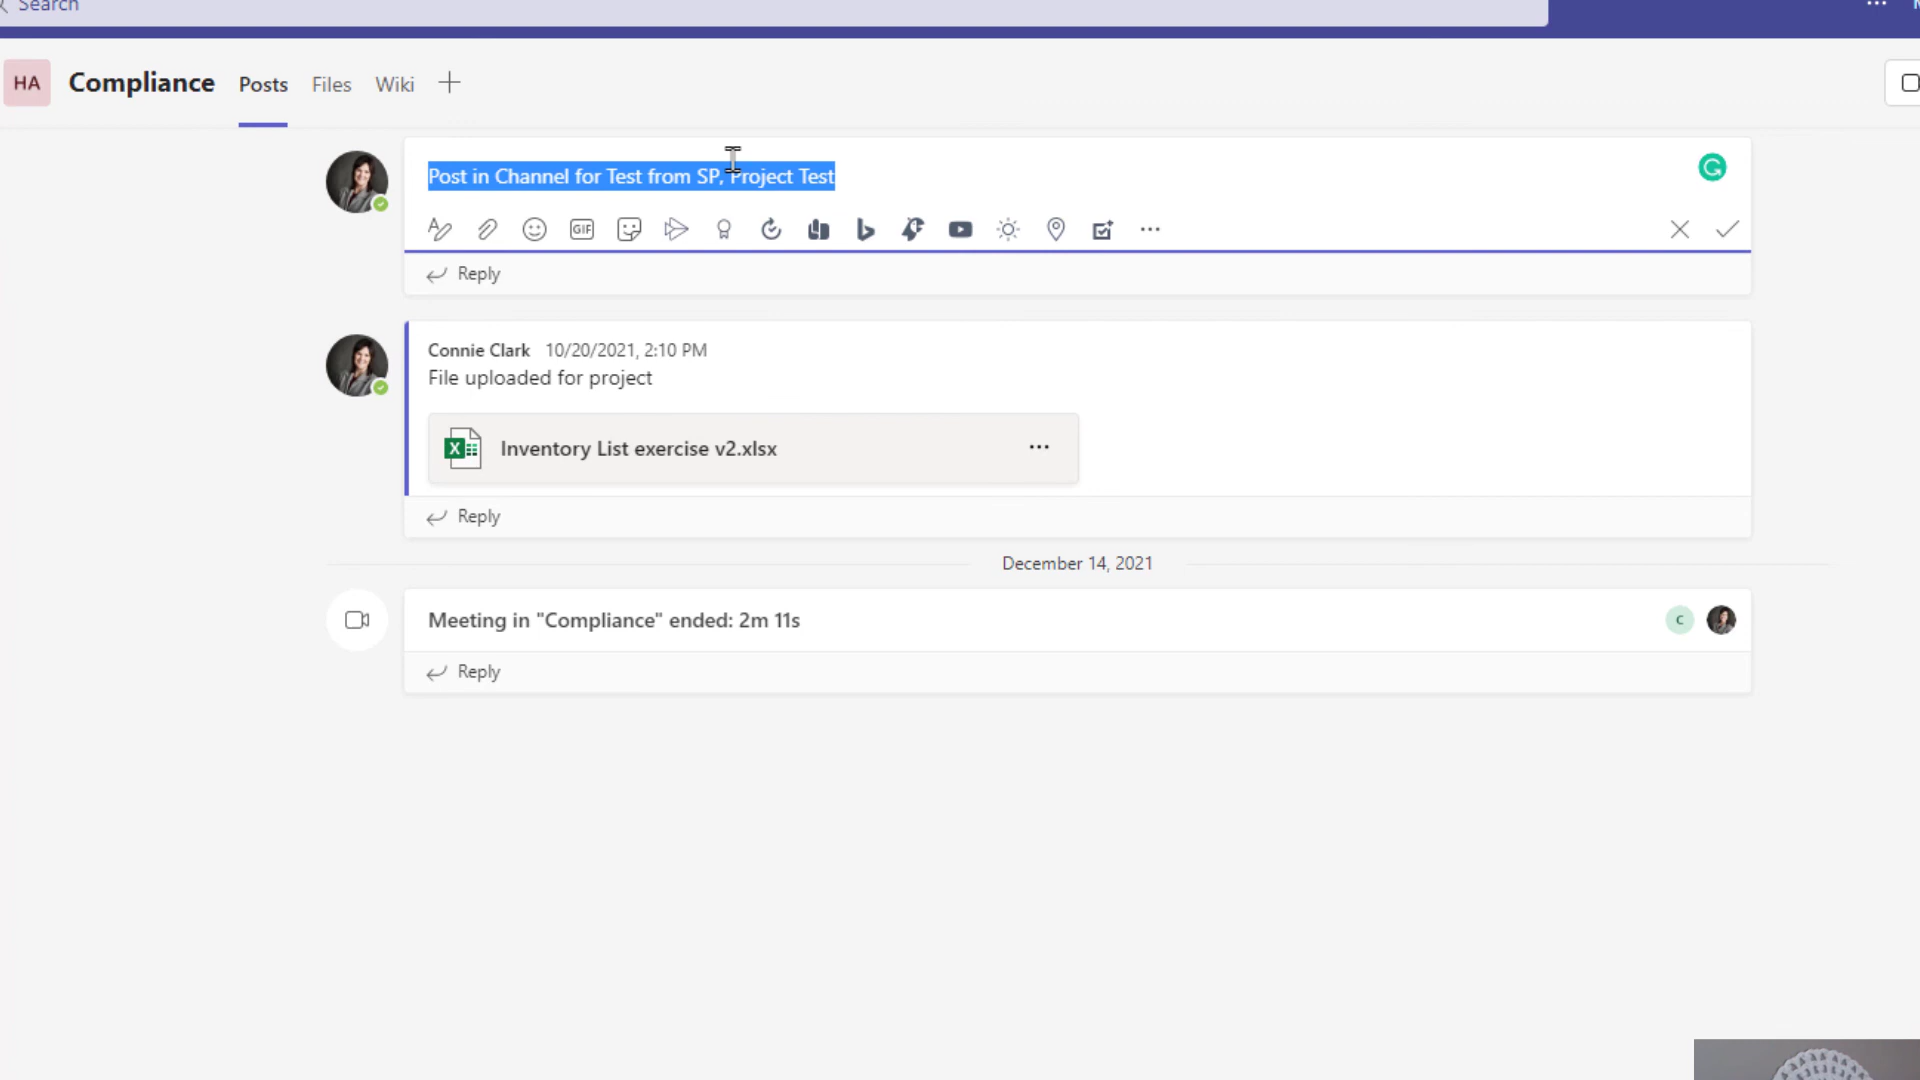 Search
HA Compliance Posts Files Wiki
Post in Channel for Test from SP, Project Test
GIF
Reply
Connie Clark 10/20/2021, 2:10 PM
File uploaded for project
Inventory List exercise v2.xlsx
Reply
December 14, 2021
Meeting in "Compliance" ended: 2m 11s
C
Reply